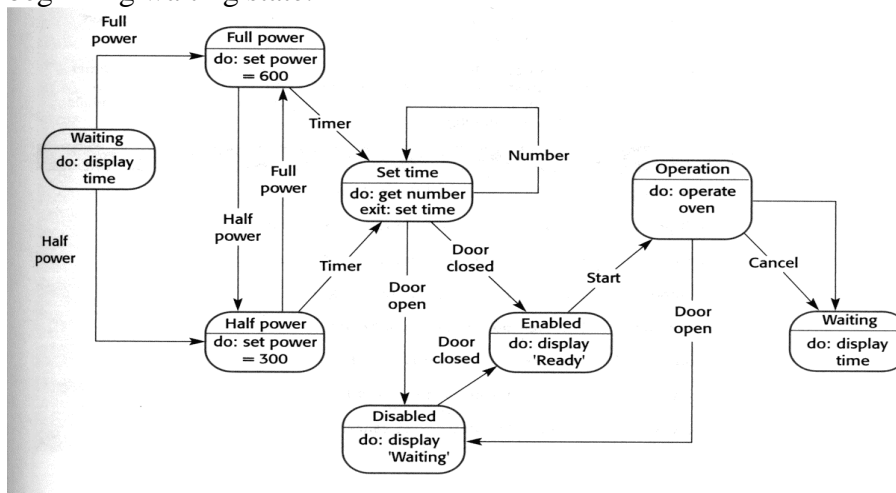 Full
power
Full power
do: set power
= 600
Timer
Waiting
do: display
time
Full
power
Half
power
Half
power
Set time
do: get number
exit: set time
Number
Operation
do: operate
oven
Timer
Door
closed
Door
open
Start
Cancel
Door
open
Half power
do: set power
= 300
Door
closed
Enabled
do: display
'Ready'
Waiting
do: display
time
Disabled
do: display
'Waiting'